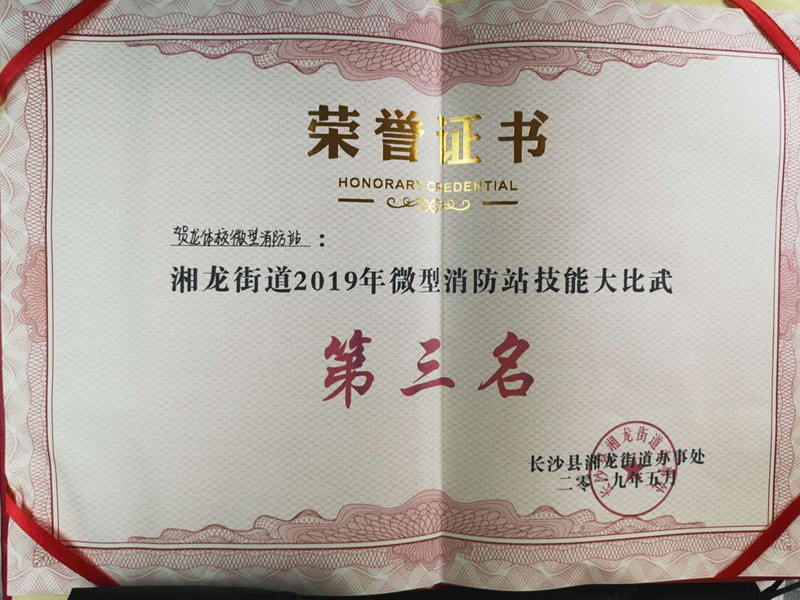 荣誉证书
HONORARY CREDENTIAL
贺龙体校微型消防站：
湘龙街道2019年微型消防站技能大比武
第三名
长沙县湘龙街道办事处
二零一九年五月